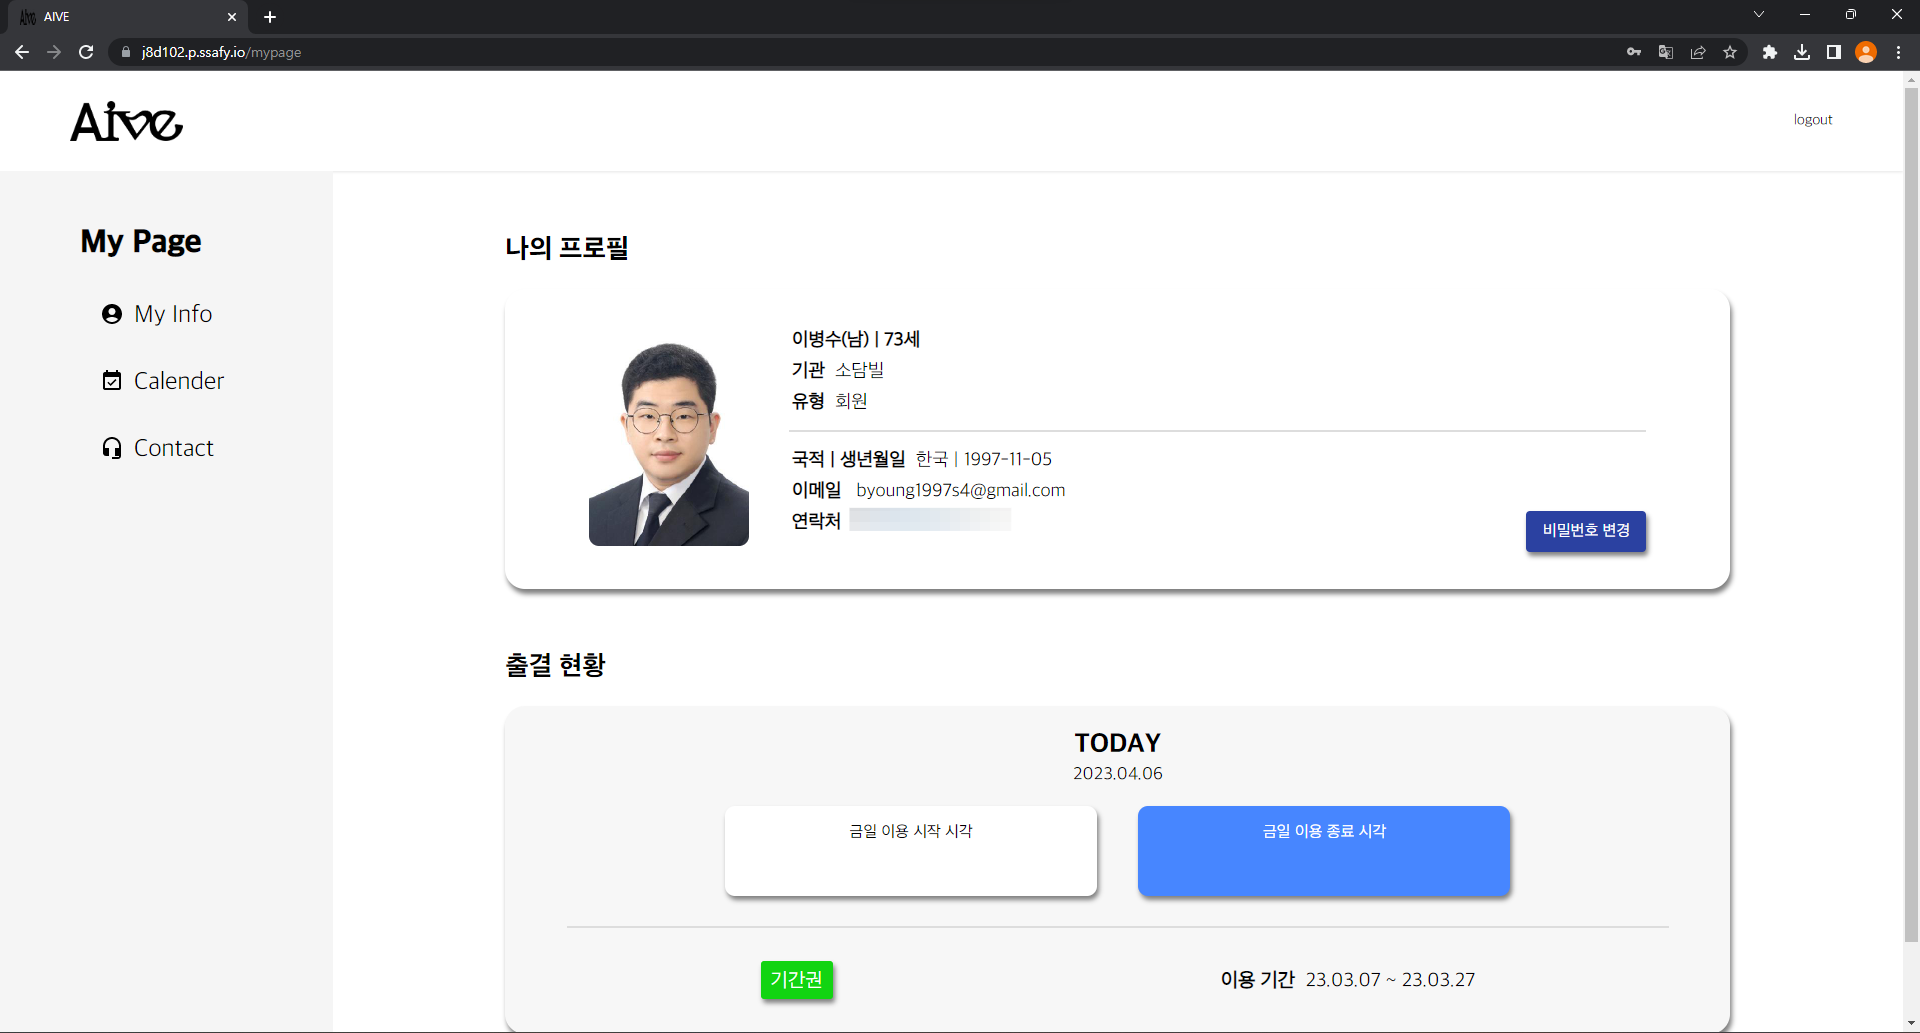 AIVE
j8d102.p.ssafy.io/mypage
Aive
logout
My Page
My Info
Calender
Contact
나의 프로필
이병수(남) | 73세
기관 소담빌
유형 회원
국적 | 생년월일 한국 | 1997-11-05
이메일 byoung1997s4@gmail.com
연락처
비밀번호 변경
출결 현황
TODAY
2023.04.06
금일 이용 시작 시각
금일 이용 종료 시각
기간권
이용 기간 23.03.07 ~ 23.03.27